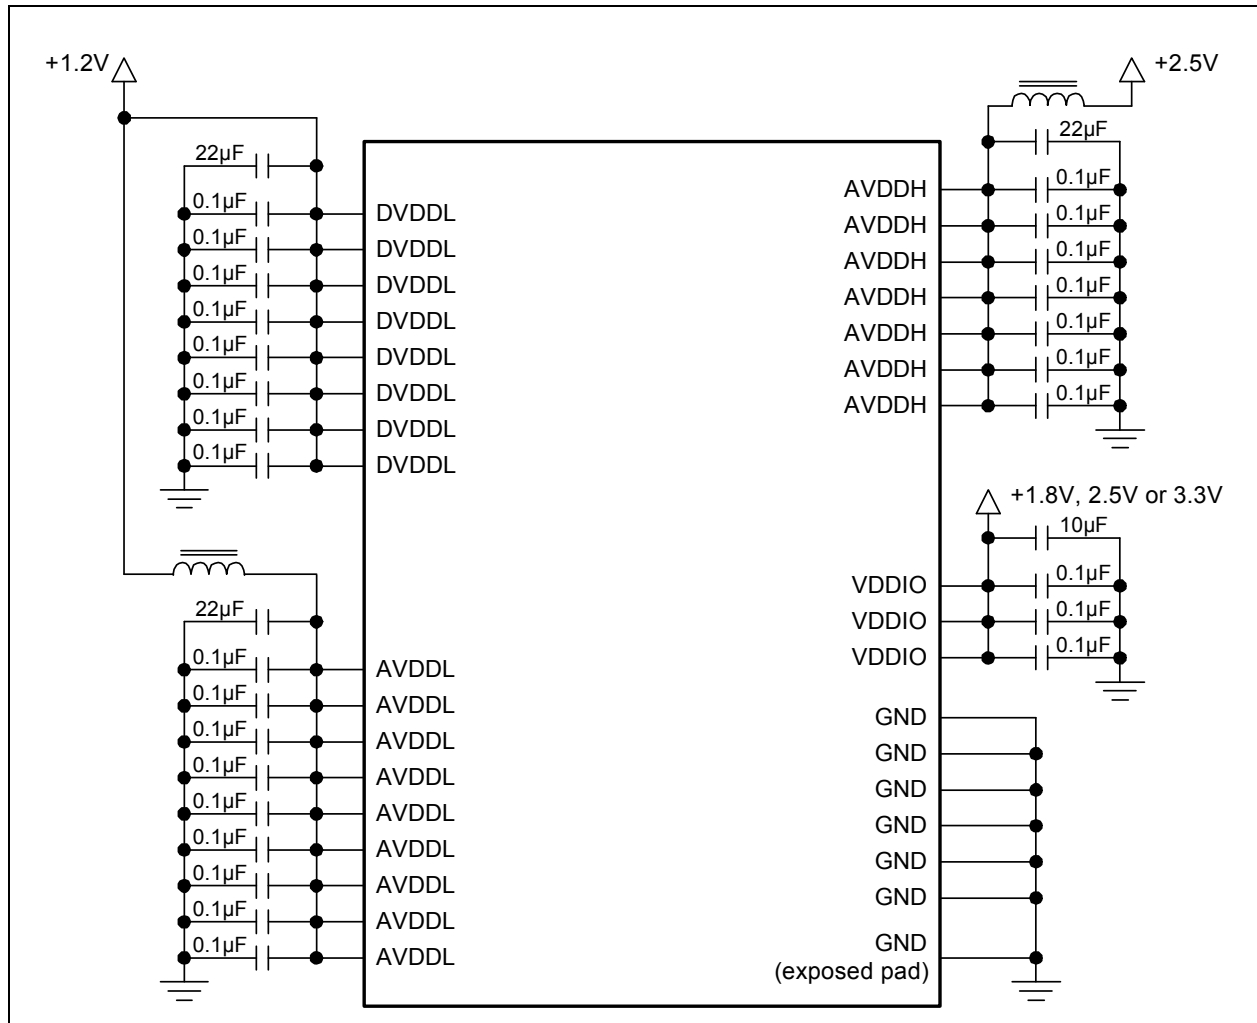 +1.2V
+2.5V
22µF
22µF
0.1µF DVDDL
0.1µF DVDDL
0.1µF DVDDL
0.1µF DVDDL
0.1µF DVDDL
0.1µF DVDDL
0.1µF DVDDL
0.1µF DVDDL
AVDDH 0.1µF
AVDDH 0.1µF
AVDDH 0.1µF
AVDDH 0.1µF
AVDDH 0.1µF
AVDDH 0.1µF
AVDDH 0.1µF
+1.8V, 2.5V or 3.3V
10µF
VDDIO 0.1µF
VDDIO 0.1µF
VDDIO 0.1µF
22µF
0.1µF AVDDL
0.1µF AVDDL
0.1µF AVDDL
0.1µF AVDDL
0.1µF AVDDL
0.1µF AVDDL
0.1µF AVDDL
0.1µF AVDDL
0.1µF AVDDL
GND
GND
GND
GND
GND
GND
GND
(exposed pad)